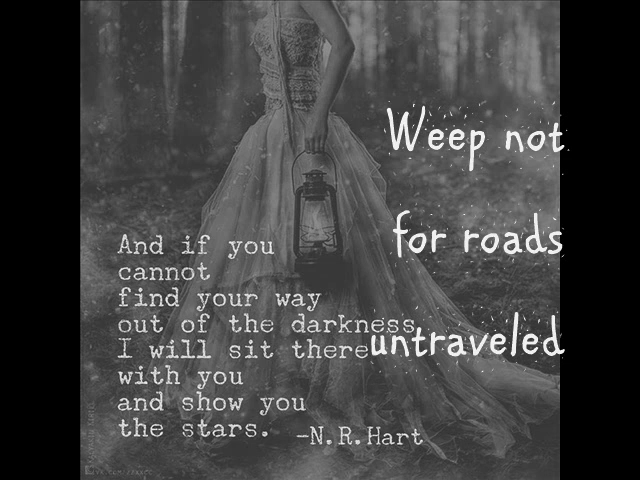 Weep not
for roads
untraveled
And if you
cannot
find your way
out of the darkness
I will sit there
with you
and show you
the stars.
-N.R.Hart